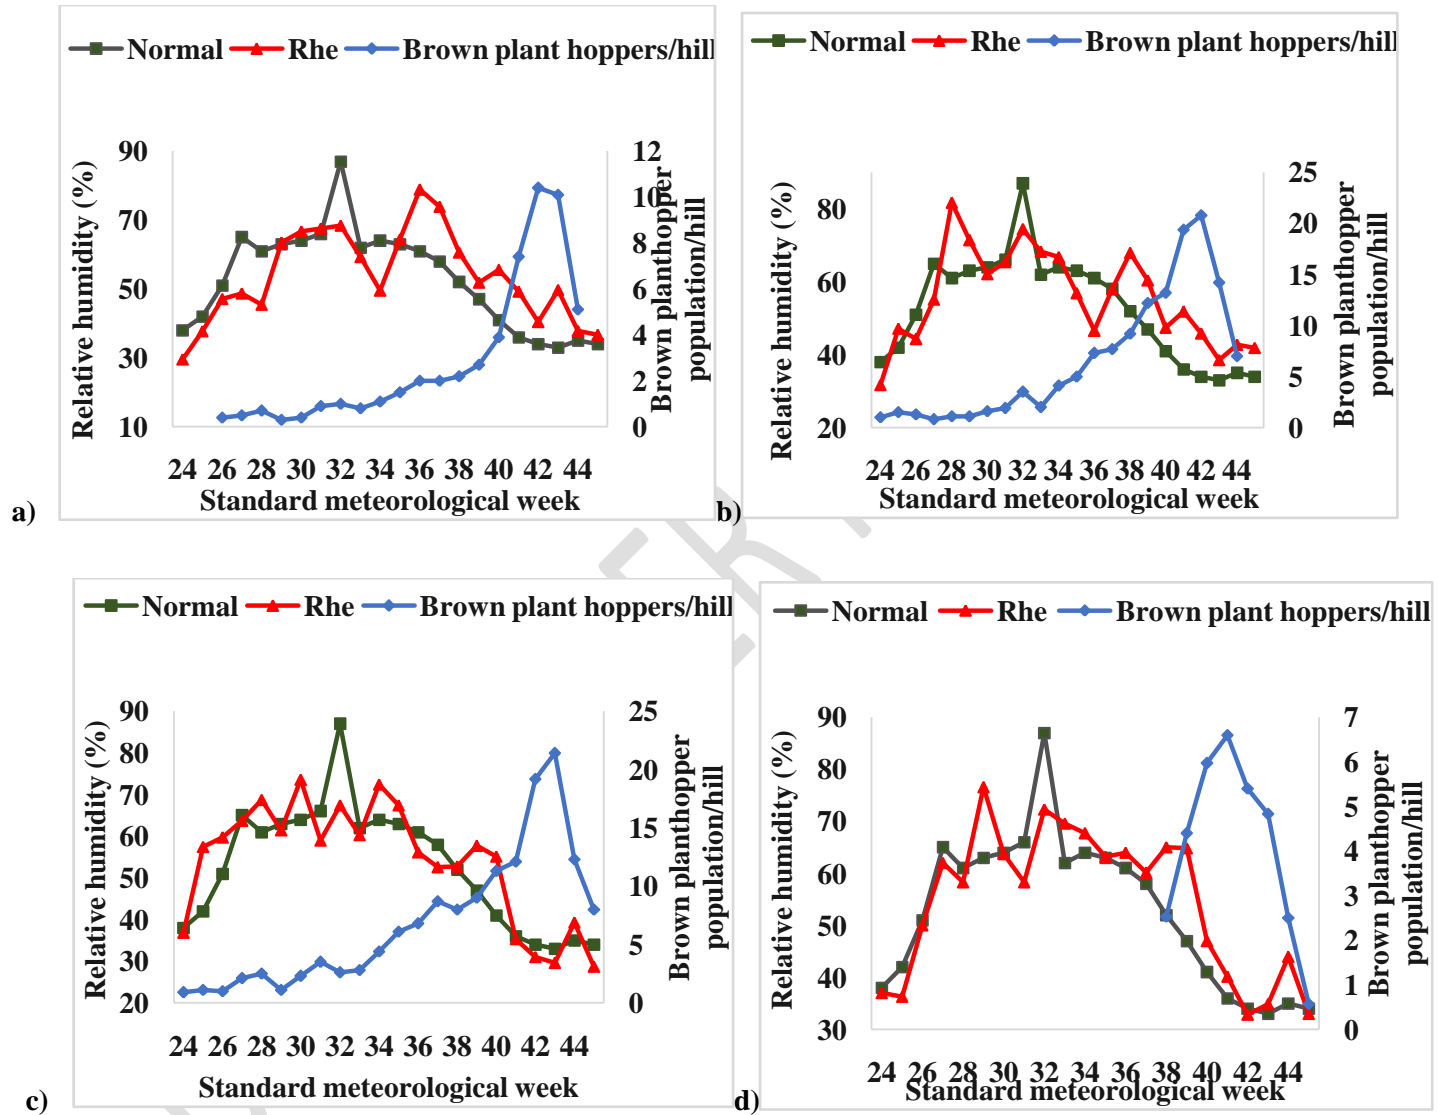 Normal Rhe Brown plant hoppers/hill
90
70
50
30
10
12
10
8
6
4
2
0
Relative humidity (%)
Brown planthopper
population/hill
24 26 28 30 32 34 36 38 40 42 44
Standard meteorological week
a)
Normal Rhe Brown plant hoppers/hill
80
60
40
20
25
20
15
10
5
0
Relative humidity (%)
Brown planthopper
population/hill
24 26 28 30 32 34 36 38 40 42 44
Standard meteorological week
b)
Normal Rhe Brown plant hoppers/hill
90
80
70
60
50
40
30
20
25
20
15
10
5
0
Relative humidity (%)
Brown planthopper
population/hill
24 26 28 30 32 34 36 38 40 42 44
Standard meteorological week
c)
Normal Rhe Brown plant hoppers/hill
90
80
70
60
50
40
30
7
6
5
4
3
2
1
0
Relative humidity (%)
Brown planthopper
population/hill
24 26 28 30 32 34 36 38 40 42 44
Standard meteorological week
d)